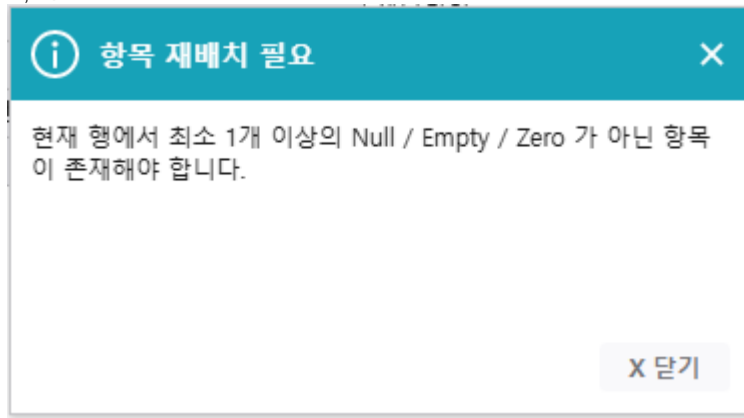 항목 재배치 필요
현재 행에서 최소 1개 이상의 Null / Empty / Zero 가 아닌 항목
이 존재해야 합니다.
X 닫기